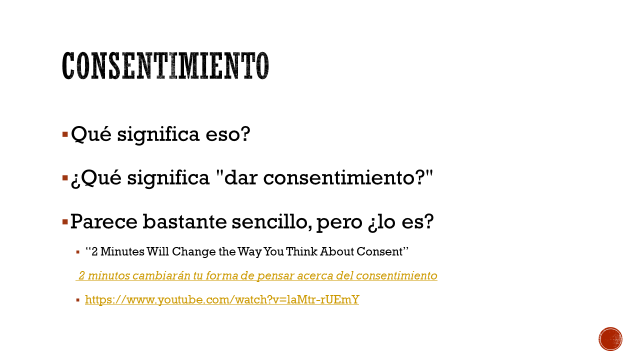 CONSENTIMIENTO
Qué significa eso?
¿Qué significa "dar consentimiento?"
Parece bastante sencillo, pero ¿lo es?
“2 Minutes Will Change the Way You Think About Consent”
2 minutos cambiarán tu forma de pensar acerca del consentimiento
https://www.youtube.com/watch?v=laMtr-rUEmY